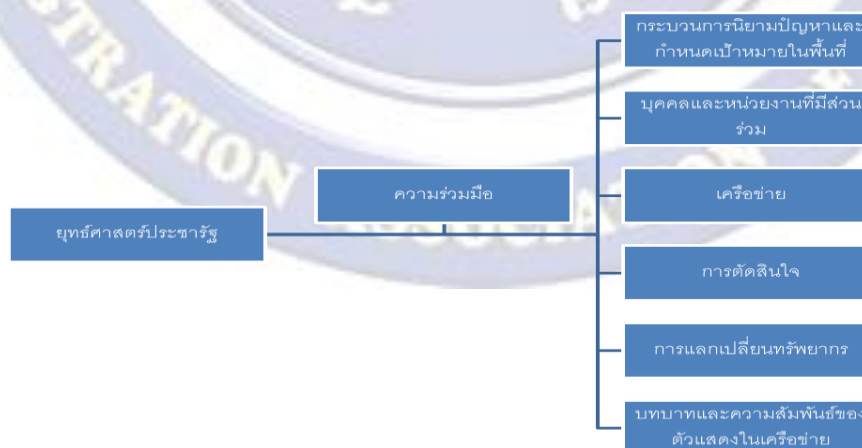 กระบวนการนิยามปัญหาและ
กำหนดเป้าหมายในพื้นที่
บุคคลและหน่วยงานที่มีส่วน
ร่วม
ความร่วมมือ
เครือข่าย
ยุทธ์ศาสตร์ประชารัฐ
การตัดสินใจ
การแลกเปลี่ยนทรัพยากร
บทบาทและความสัมพันธ์ของ
ตัวแสดงในเครือข่าย